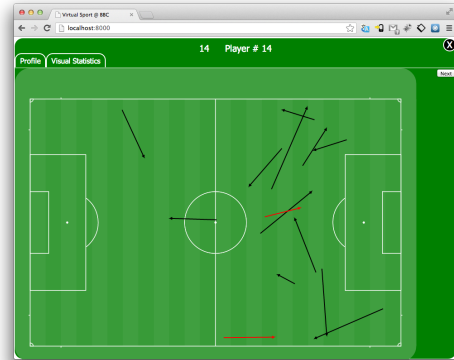 Virtual Sport @ BBC
localhost:8000
14 Player # 14
X
Profile Visual Statistics
Next